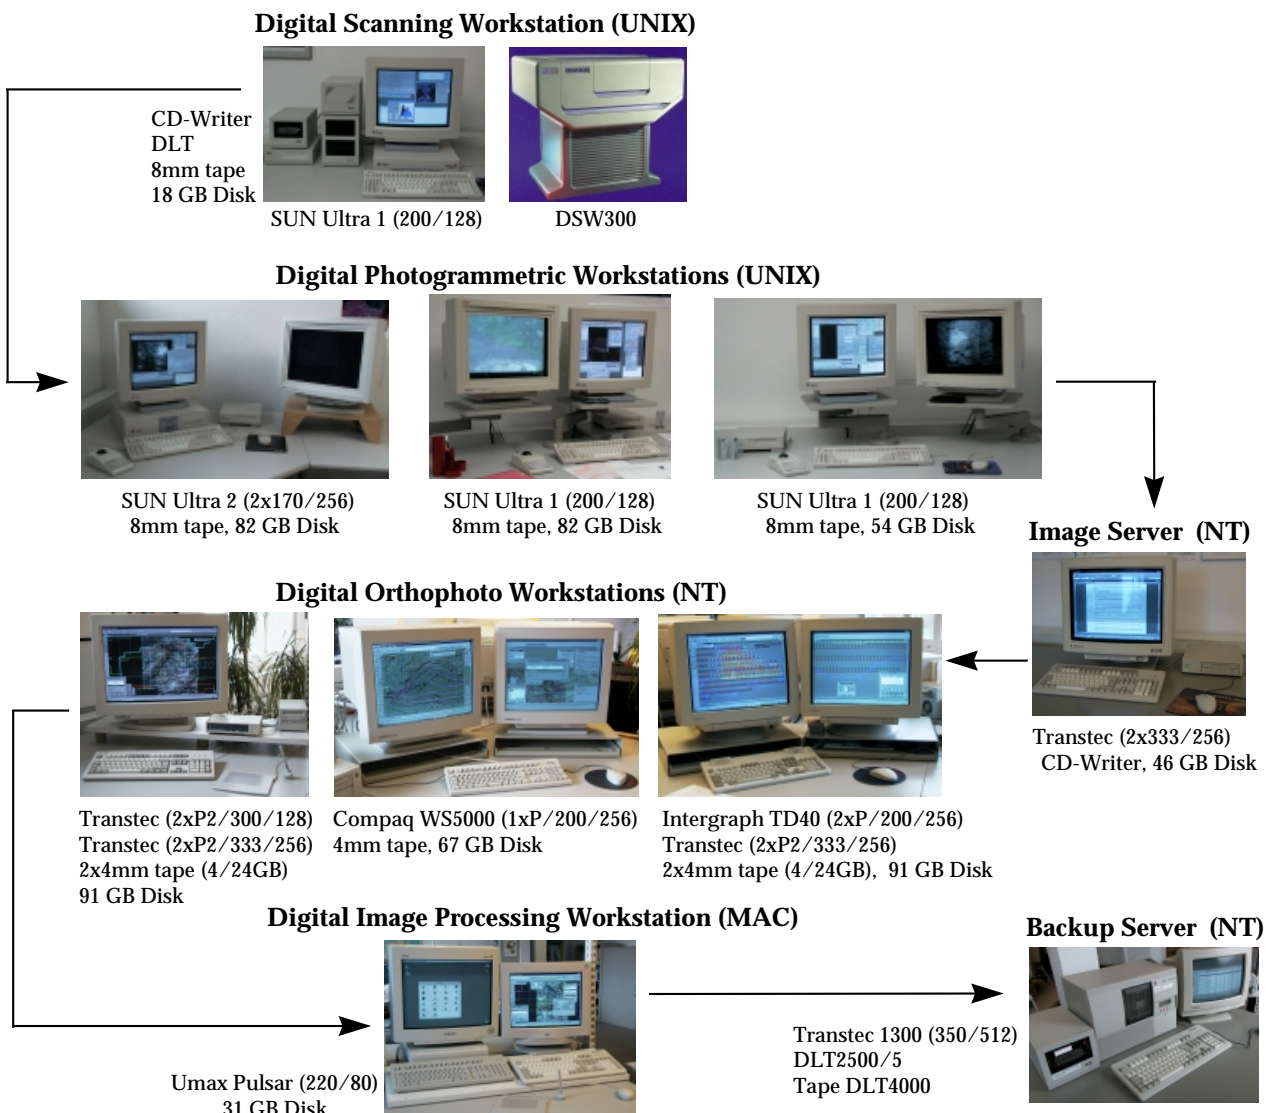 Digital Scanning Workstation (UNIX)
CD-Writer
DLT
8mm tape
18 GB Disk
SUN Ultra 1 (200/128)
DSW300
Digital Photogrammetric Workstations (UNIX)
SUN Ultra 2 (2x170/256)
8mm tape, 82 GB Disk
SUN Ultra 1 (200/128)
8mm tape, 82 GB Disk
SUN Ultra 1 (200/128)
8mm tape, 54 GB Disk
Image Server (NT)
Transtec (2x333/256)
CD-Writer, 46 GB Disk
Digital Orthophoto Workstations (NT)
Transtec (2xP2/300/128)
Transtec (2xP2/333/256)
2x4mm tape (4/24GB)
91 GB Disk
Compaq WS5000 (1xP/200/256)
4mm tape, 67 GB Disk
Intergraph TD40 (2xP/200/256)
Transtec (2xP2/333/256)
2x4mm tape (4/24GB), 91 GB Disk
Digital Image Processing Workstation (MAC)
Umax Pulsar (220/80)
31 GB Disk
Backup Server (NT)
Transtec 1300 (350/512)
DLT2500/5
Tape DLT4000